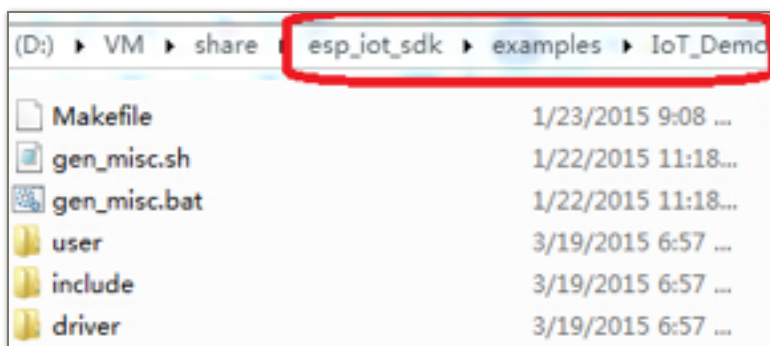 (D:) ▸ VM ▸ share ▸ esp_iot_sdk ▸ examples ▸ IoT_Demo
Makefile 1/23/2015 9:08 ...
gen_misc.sh 1/22/2015 11:18...
gen_misc.bat 1/22/2015 11:18...
user 3/19/2015 6:57 ...
include 3/19/2015 6:57 ...
driver 3/19/2015 6:57 ...